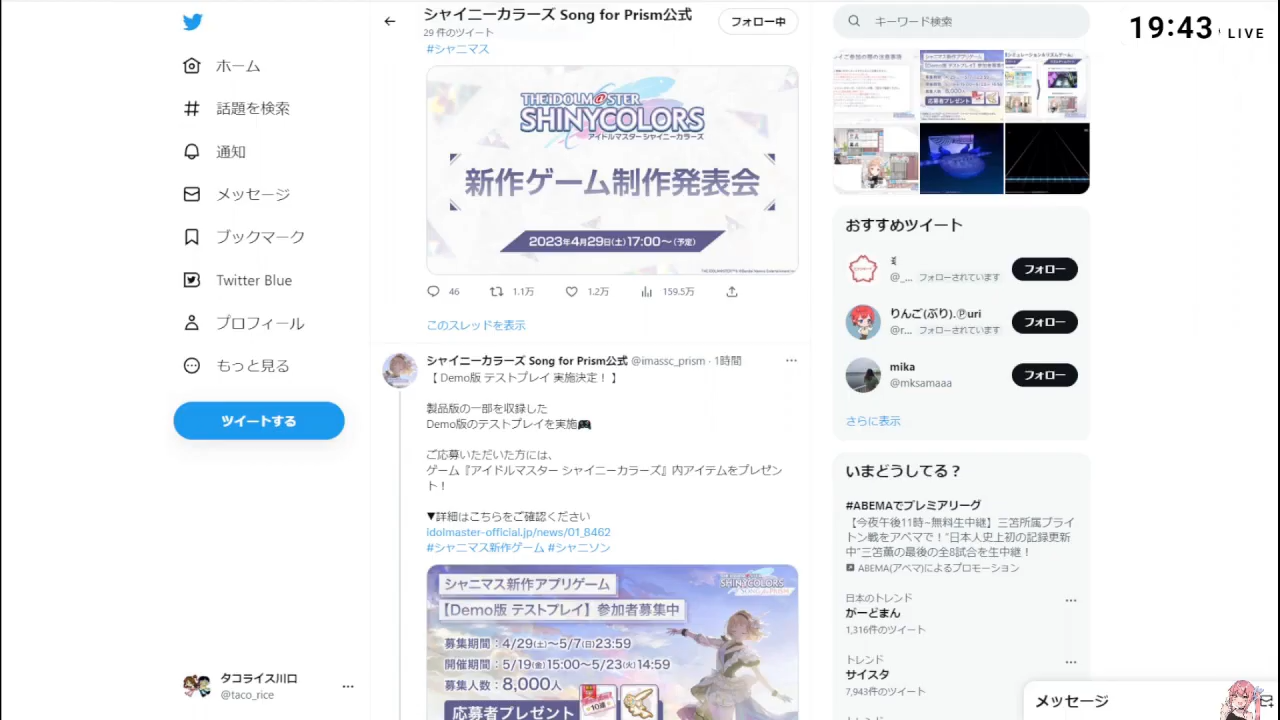 ホーム
話題を検索
通知
メッセージ
ブックマーク
Twitter Blue
プロフィール
もっと見る
ツイートする
タコライス川口
@taco_rice
シャイニーカラーズ Song for Prism公式
29 件のツイート
フォロー中
#シャニマス
THE IDOLM@STER
SHINYCOLORS
アイドルマスター シャイニーカラーズ
新作ゲーム制作発表会
2023年4月29日(土)17:00〜(予定)
46
1.1万
1.2万
159.5万
このスレッドを表示
シャイニーカラーズ Song for Prism公式 @imassc_prism · 1時間
【 Demo版 テストプレイ 実施決定！ 】
製品版の一部を収録した
Demo版のテストプレイを実施🎮
ご応募いただいた方には、
ゲーム『アイドルマスター シャイニーカラーズ』内アイテムをプレゼン
ト！
▼詳細はこちらをご確認ください
idolmaster-official.jp/news/01_8462
#シャニマス新作ゲーム #シャニソン
シャニマス新作アプリゲーム
SHINYCOLORS
SONG FOR PRISM
【Demo版 テストプレイ】参加者募集中
募集期間：4/29(土)〜5/7(日)23:59
開催期間：5/19(金)15:00〜5/23(火)14:59
募集人数：8,000人
応募者プレゼント
キーワード検索
19:43
LIVE
応募者プレゼント
おすすめツイート
@_... フォローされています
フォロー
りんご(ぶり).Ⓟuri
@r... フォローされています
フォロー
mika
@mksamaaa
フォロー
さらに表示
いまどうしてる？
#ABEMAでプレミアリーグ
【今夜午後11時~無料生中継】三笘所属ブライ
トン戦をアベマで！"日本人史上初の記録更新
中"三笘薫の最後の全8試合を生中継！
ABEMA(アベマ)によるプロモーション
日本のトレンド
がーどまん
1,316件のツイート
トレンド
サイスタ
7,943件のツイート
メッセージ